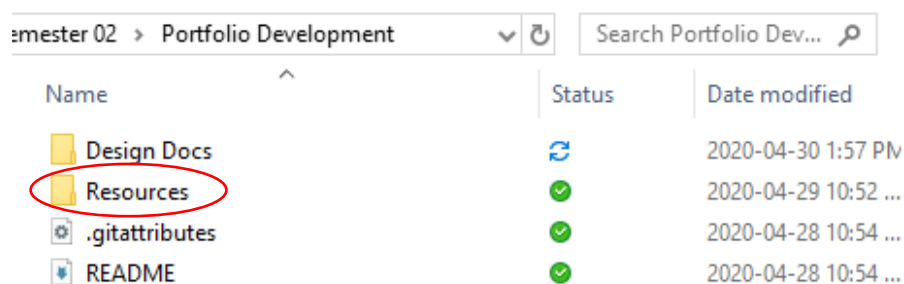 emester 02 > Portfolio Development Search Portfolio Dev...
Name Status Date modified
Design Docs 2020-04-30 1:57 PM
Resources 2020-04-29 10:52 ...
.gitattributes 2020-04-28 10:54 ...
README 2020-04-28 10:54 ...